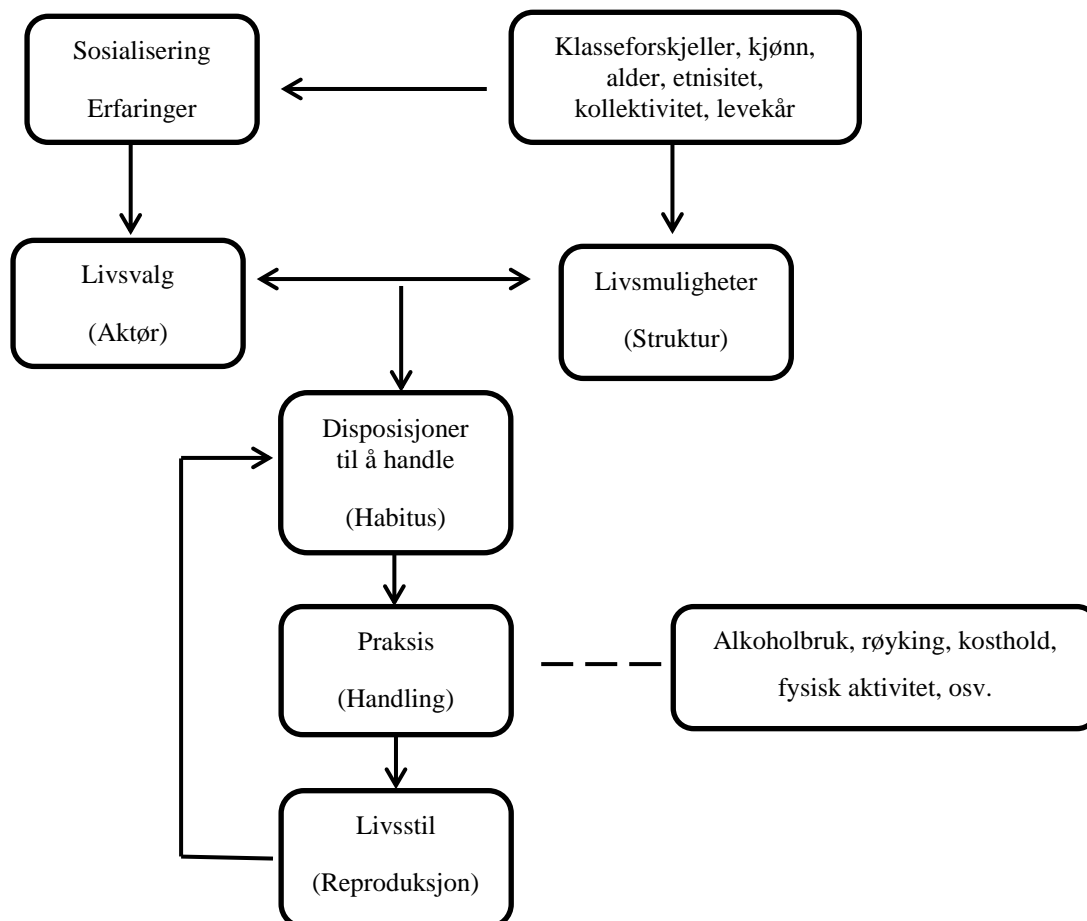 Sosialisering
Erfaringer
Klasseforskjeller, kjønn,
alder, etnisitet,
kollektivitet, levekår
Livsvalg
(Aktør)
Livsmuligheter
(Struktur)
Disposisjoner
til å handle
(Habitus)
Praksis
(Handling)
Alkoholbruk, røyking, kosthold,
fysisk aktivitet, osv.
Livsstil
(Reproduksjon)